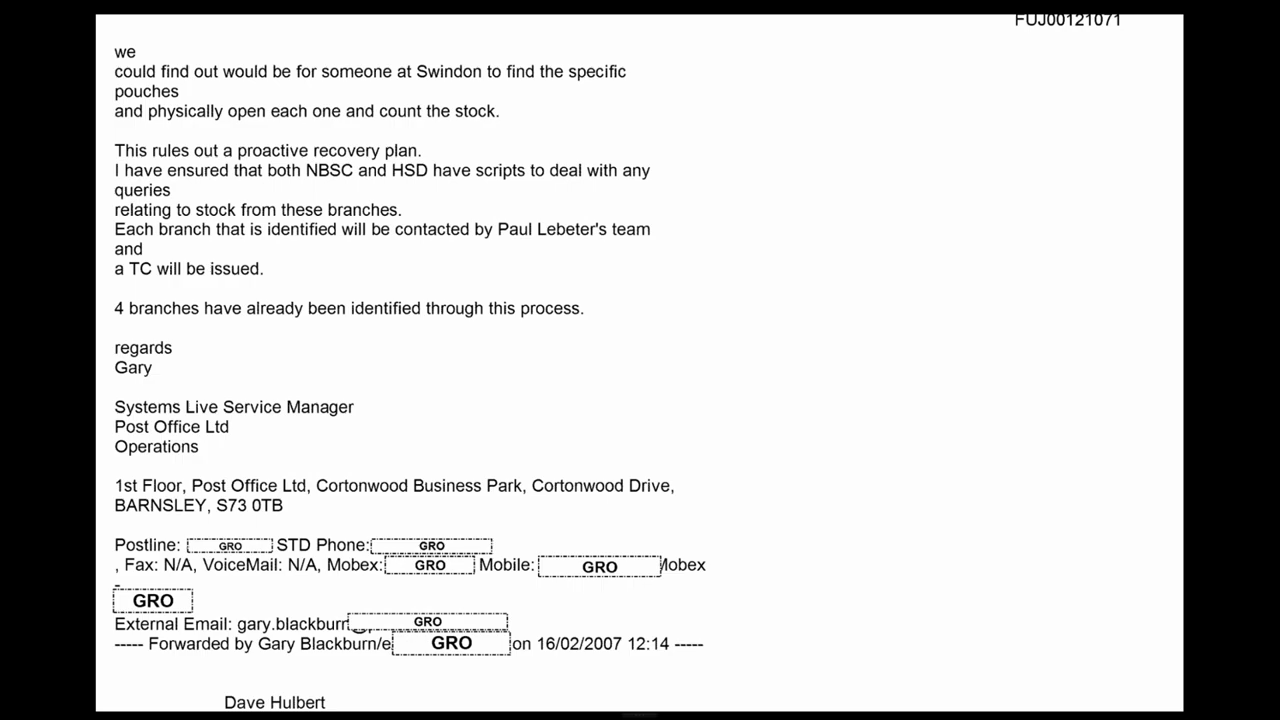 FUJ00121071
we
could find out would be for someone at Swindon to find the specific
pouches
and physically open each one and count the stock.
This rules out a proactive recovery plan.
I have ensured that both NBSC and HSD have scripts to deal with any
queries
relating to stock from these branches.
Each branch that is identified will be contacted by Paul Lebeter's team
and
a TC will be issued.
4 branches have already been identified through this process.
regards
Gary
Systems Live Service Manager
Post Office Ltd
Operations
1st Floor, Post Office Ltd, Cortonwood Business Park, Cortonwood Drive,
BARNSLEY, S73 0TB
Postline: GRO STD Phone: GRO
, Fax: N/A, VoiceMail: N/A, Mobex: GRO Mobile: GRO Mobex
-
GRO
External Email: gary.blackburn GRO
----- Forwarded by Gary Blackburn/e GRO on 16/02/2007 12:14 -----
Dave Hulbert